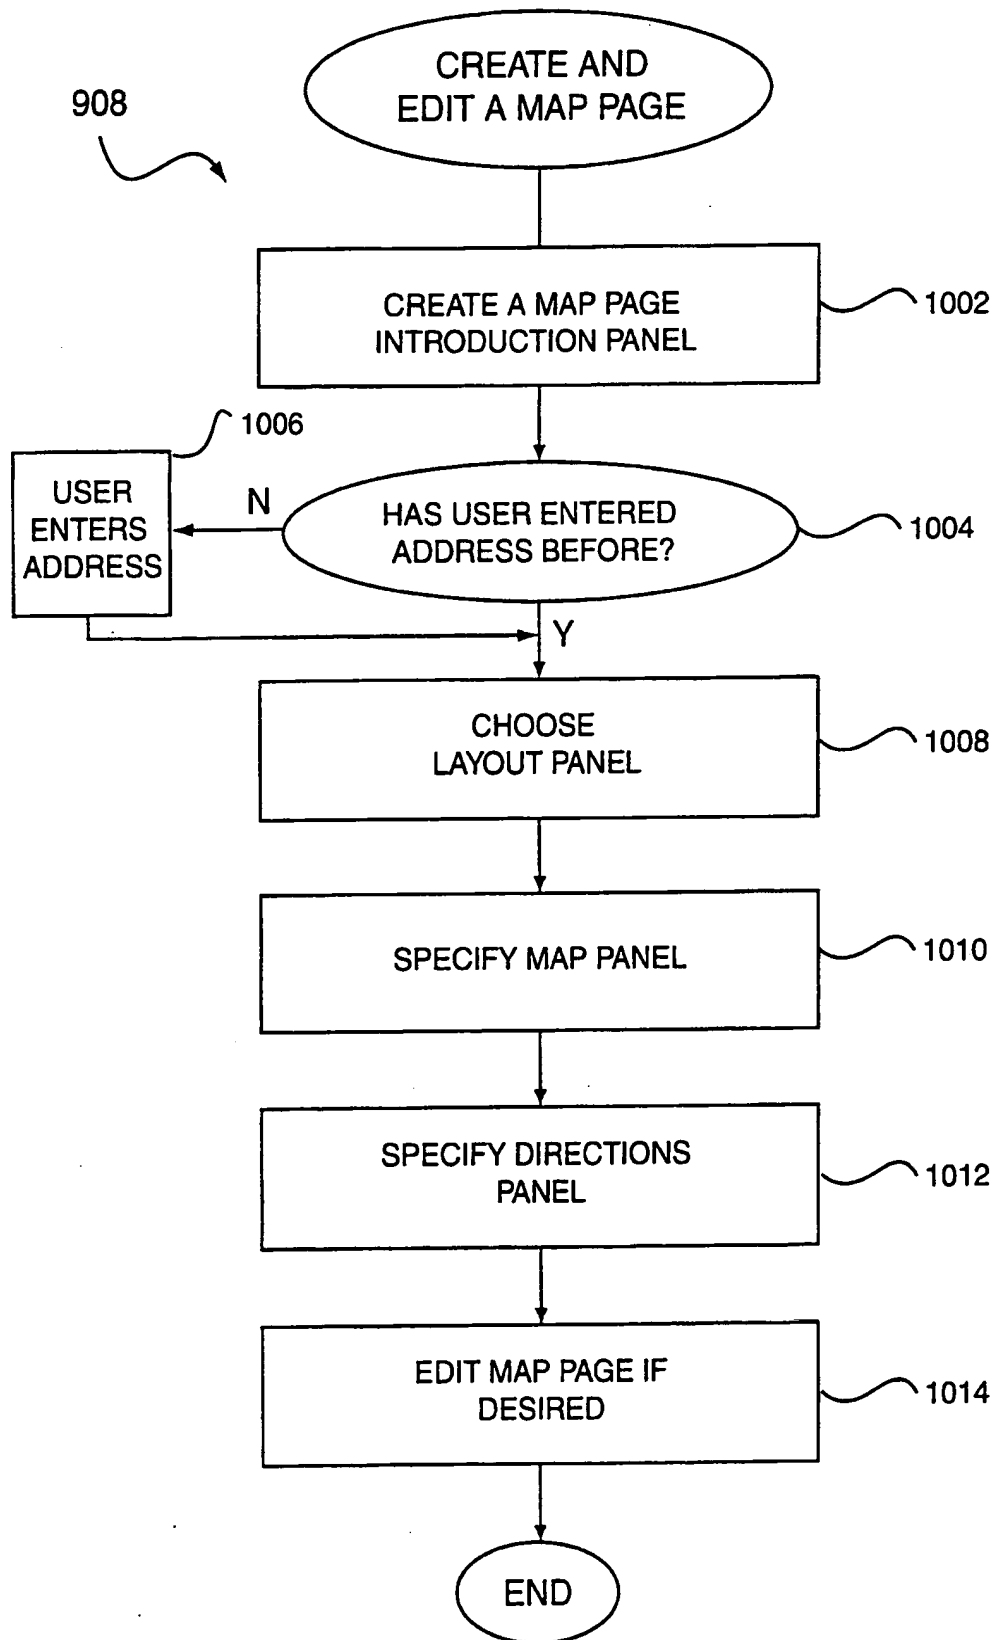 CREATE AND
EDIT A MAP PAGE
908
CREATE A MAP PAGE
INTRODUCTION PANEL
1002
1006
USER
ENTERS
ADDRESS
N
HAS USER ENTERED
ADDRESS BEFORE?
1004
Y
CHOOSE
LAYOUT PANEL
1008
SPECIFY MAP PANEL
1010
SPECIFY DIRECTIONS
PANEL
1012
EDIT MAP PAGE IF
DESIRED
1014
END